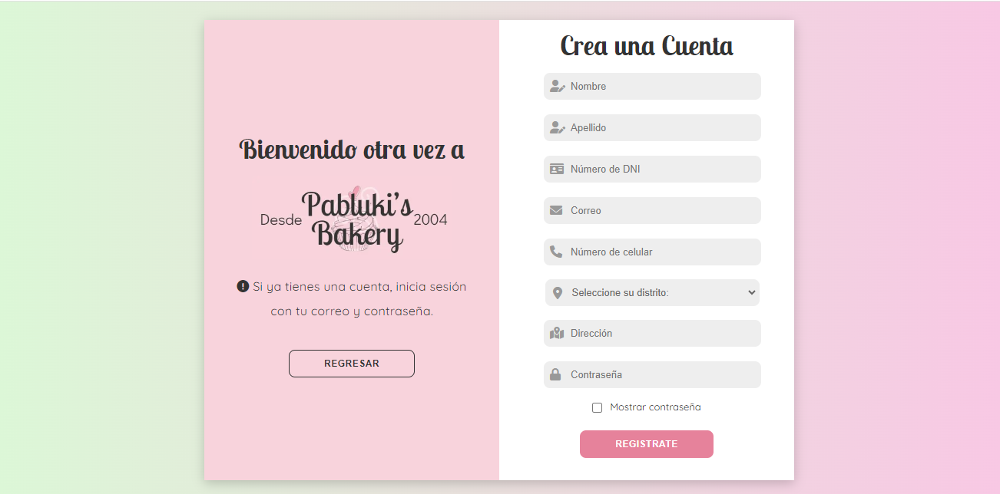 Bienvenido otra vez a
Desde Pabluki's Bakery 2004
Si ya tienes una cuenta, inicia sesión
con tu correo y contraseña.
REGRESAR
Crea una Cuenta
Nombre
Apellido
Número de DNI
Correo
Número de celular
Seleccione su distrito:
Dirección
Contraseña
Mostrar contraseña
REGISTRATE